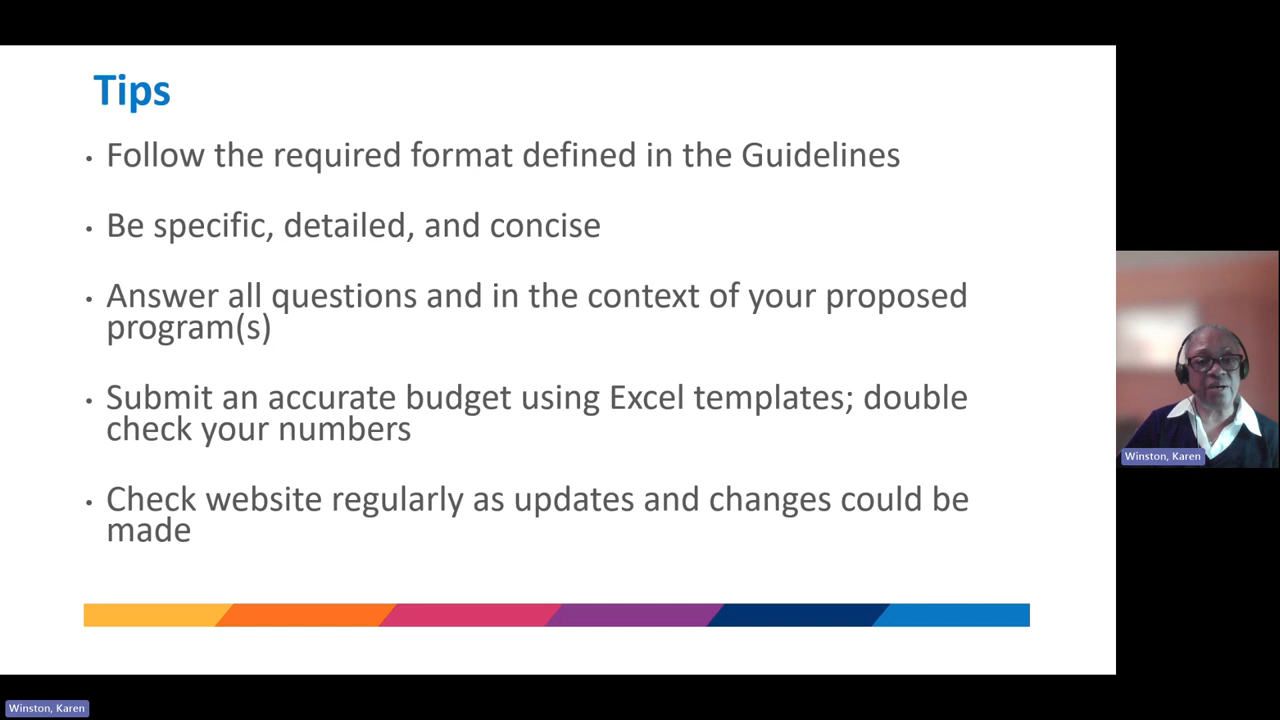 Tips
• Follow the required format defined in the Guidelines
• Be specific, detailed, and concise
• Answer all questions and in the context of your proposed
program(s)
• Submit an accurate budget using Excel templates; double
check your numbers
• Check website regularly as updates and changes could be
made
Winston, Karen
Winston, Karen